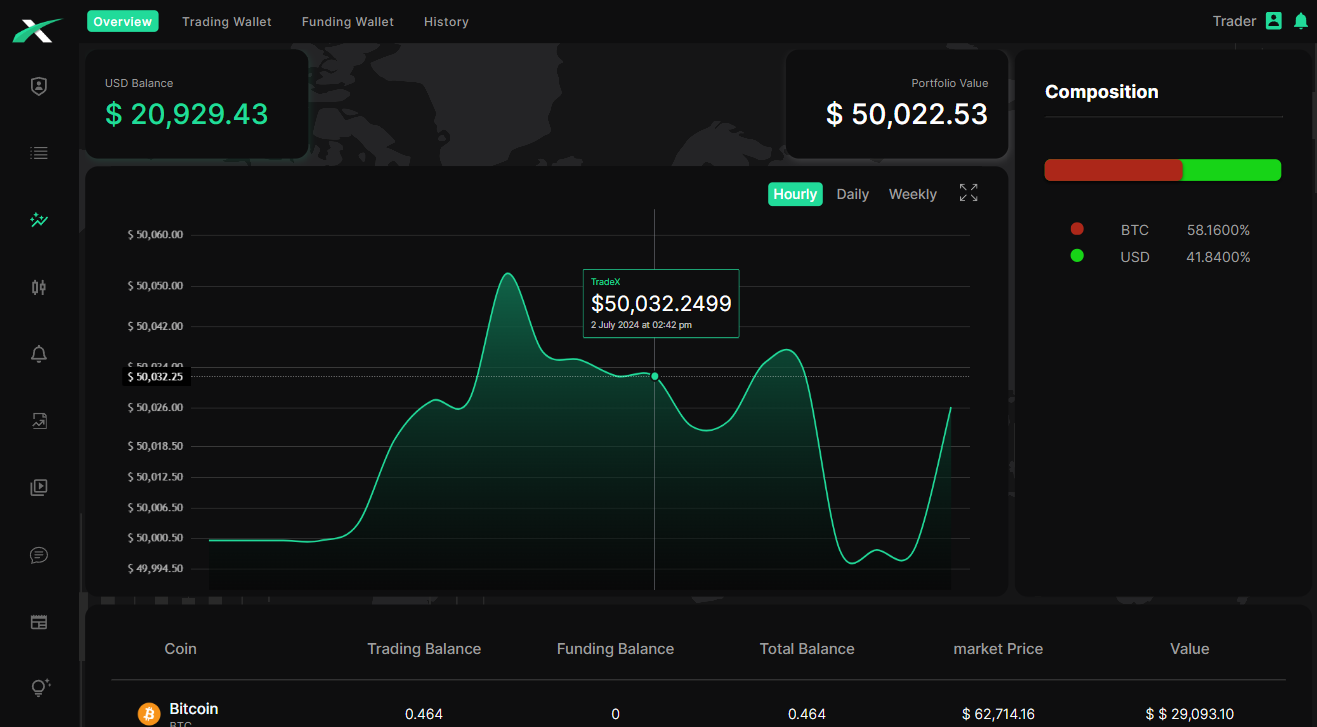 Overview Trading Wallet Funding Wallet History Trader
USD Balance
$ 20,929.43
Portfolio Value
$ 50,022.53
Composition
BTC 58.1600%
USD 41.8400%
Hourly Daily Weekly
$ 50,060.00
$ 50,050.00
$ 50,042.00
$ 50,034.00
$ 50,032.25
$ 50,026.00
$ 50,018.50
$ 50,012.50
$ 50,006.50
$ 50,000.50
$ 49,994.50
TradeX
$50,032.2499
2 July 2024 at 02:42 pm
Coin Trading Balance Funding Balance Total Balance market Price Value
Bitcoin 0.464 0 0.464 $ 62,714.16 $ $ 29,093.10
BTC